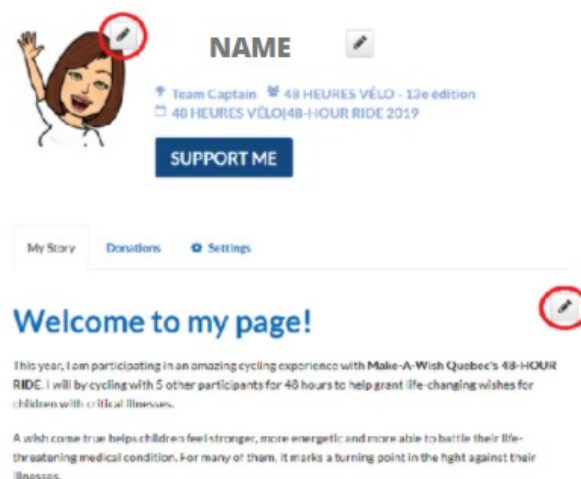 NAME
Team Captain 48 HEURES VÉLO - 13e édition
48 HEURES VÉLO|48-HOUR RIDE 2019
SUPPORT ME
My Story Donations Settings
Welcome to my page!
This year, I am participating in an amazing cycling experience with Make-A-Wish Quebec's 48-HOUR
RIDE. I will by cycling with 5 other participants for 48 hours to help grant life-changing wishes for
children with critical illnesses.
A wish come true helps children feel stronger, more energetic and more able to battle their life-
threatening medical condition. For many of them, it marks a turning point in the fight against their
illnesses.